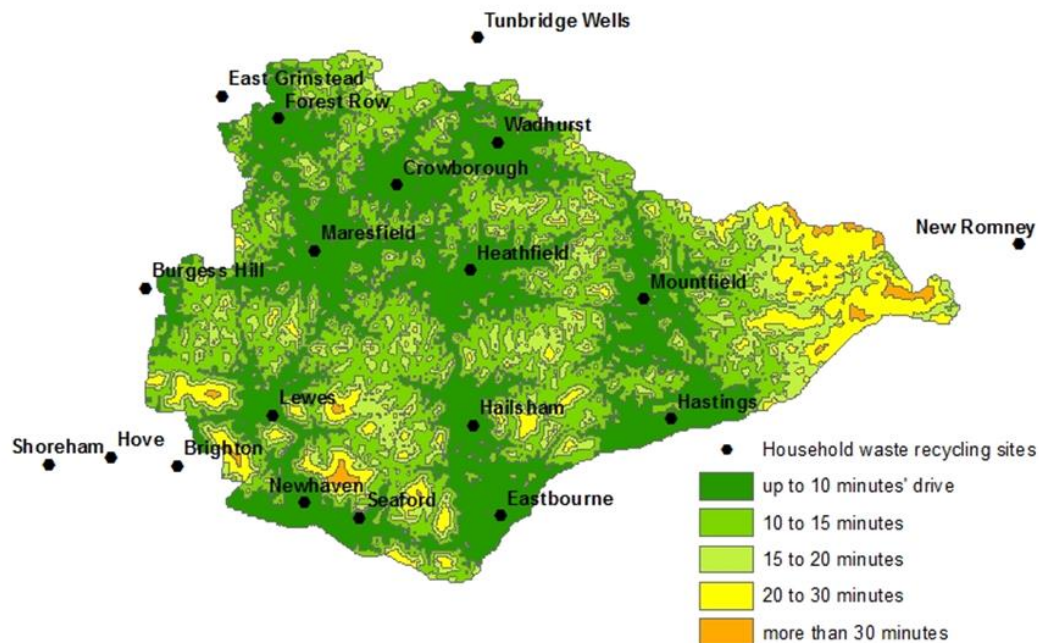 Tunbridge Wells
East Grinstead
Forest Row
Wadhurst
Crowborough
Maresfield
Heathfield
New Romney
Burgess Hill
Mountfield
Lewes
Hailsham
Hastings
Shoreham
Hove
Brighton
Newhaven
Seaford
Eastbourne
Household waste recycling sites
up to 10 minutes' drive
10 to 15 minutes
15 to 20 minutes
20 to 30 minutes
more than 30 minutes